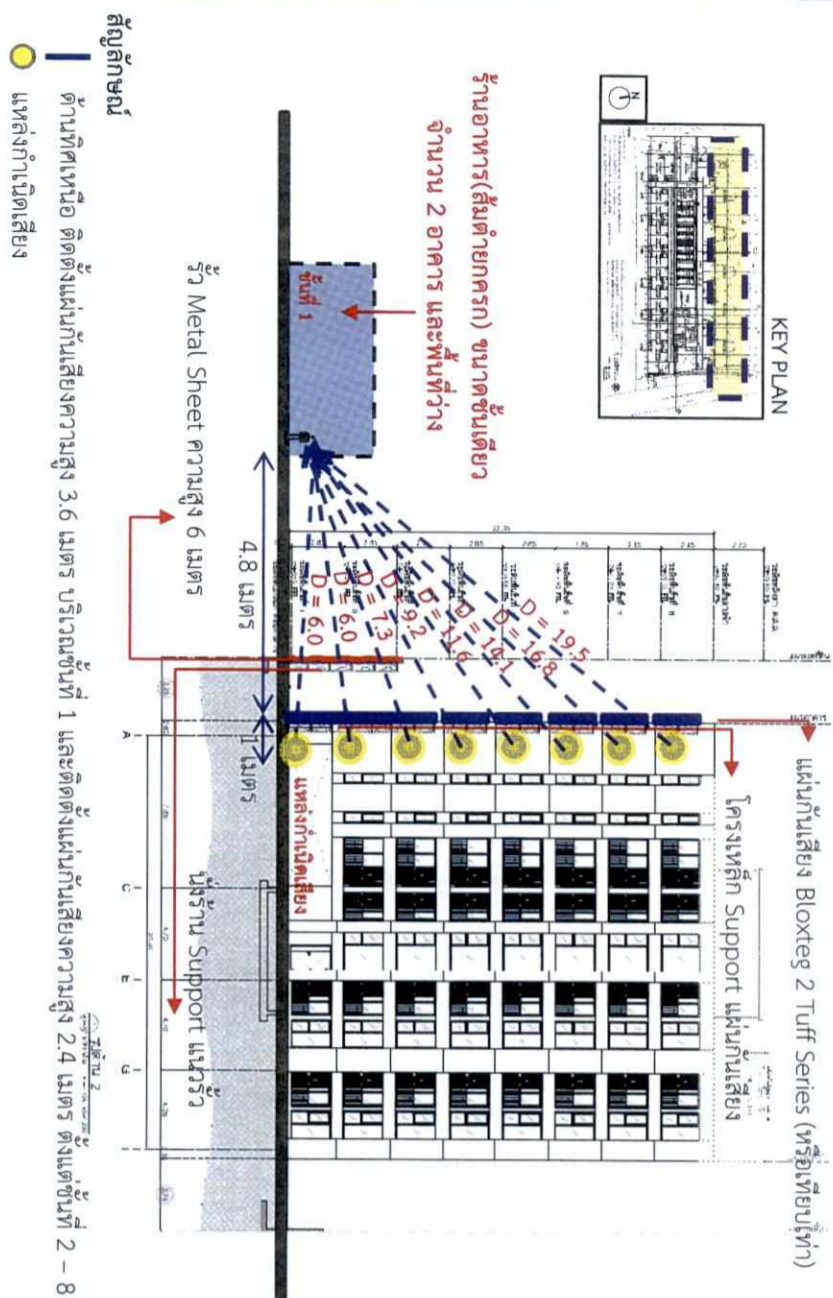 KEY PLAN
N
ร้านอาหาร(ส้มตำยกครก) ขนาดชั้นเดียว
จำนวน 2 อาคาร และพื้นที่ว่าง
ชั้นที่ 1
แผ่นกันเสียง Bloxteg 2 Tuff Series (หรือเทียบเท่า)
โครงเหล็ก Support แผ่นกันเสียง
D = 19.5
D = 16.8
D = 14.1
D = 11.6
D = 9.2
D = 7.3
D = 6.0
D = 6.0
4.8 เมตร
1 เมตร
แหล่งกำเนิดเสียง
รั้ว Metal Sheet ความสูง 6 เมตร
นั่งร้าน Support แนวรั้ว
A
C
E
G
รูปด้าน 2
สัญลักษณ์
ด้านทิศเหนือ ติดตั้งแผ่นกันเสียงความสูง 3.6 เมตร บริเวณชั้นที่ 1 และติดตั้งแผ่นกันเสียงความสูง 2.4 เมตร ตั้งแต่ชั้นที่ 2 - 8
แหล่งกำเนิดเสียง